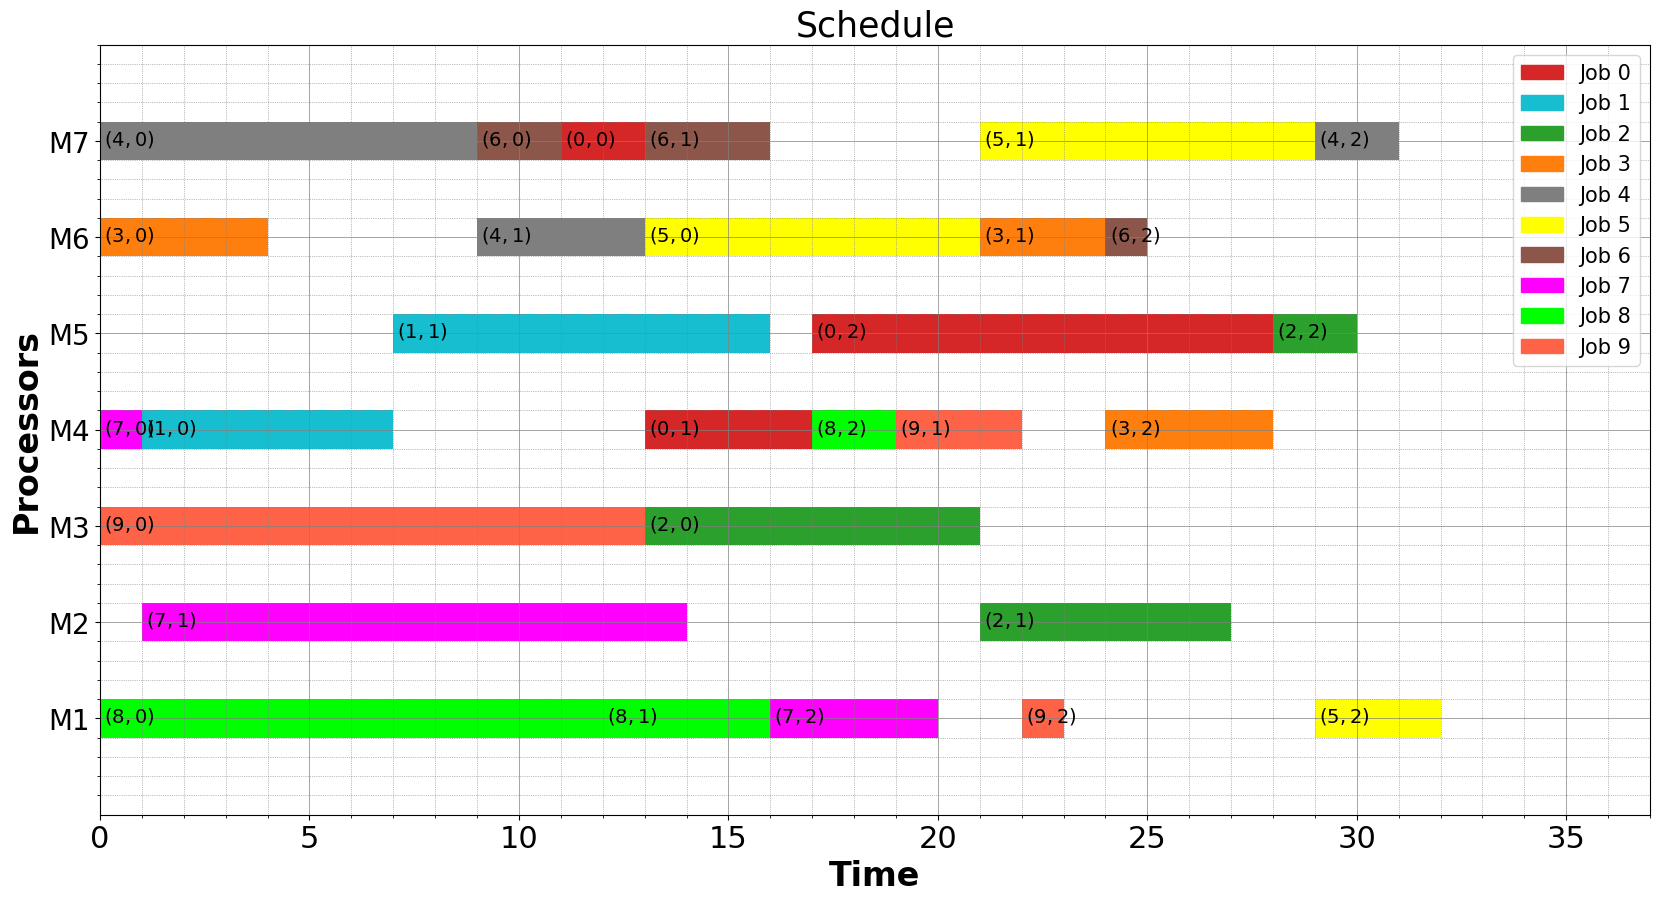 Schedule
Job 0
Job 1
Job 2
Job 3
Job 4
Job 5
Job 6
Job 7
Job 8
Job 9
M7 (4, 0) (6, 0) (0, 0) (6, 1) (5, 1) (4, 2)
M6 (3, 0) (4, 1) (5, 0) (3, 1) (6, 2)
M5 (1, 1) (0, 2) (2, 2)
M4 (7, 0) (1, 0) (0, 1) (8, 2) (9, 1) (3, 2)
M3 (9, 0) (2, 0)
M2 (7, 1) (2, 1)
M1 (8, 0) (8, 1) (7, 2) (9, 2) (5, 2)
Processors
0 5 10 15 20 25 30 35
Time